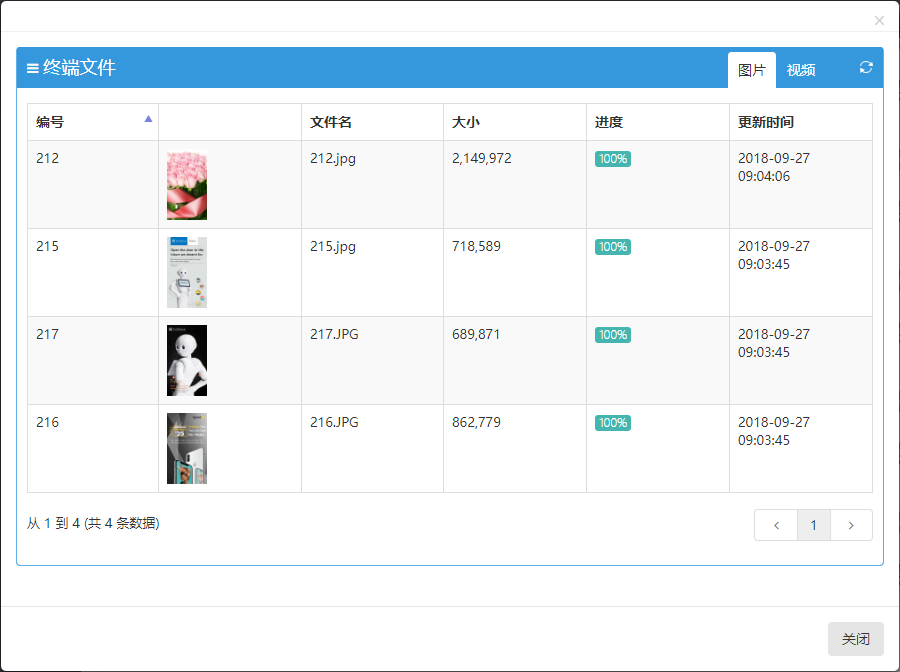 ×
终端文件
图片 视频
编号 文件名 大小 进度 更新时间
212 212.jpg 2,149,972 100% 2018-09-27
09:04:06
215 215.jpg 718,589 100% 2018-09-27
09:03:45
217 217.JPG 689,871 100% 2018-09-27
09:03:45
216 216.JPG 862,779 100% 2018-09-27
09:03:45
从 1 到 4 (共 4 条数据)
‹ 1 ›
关闭